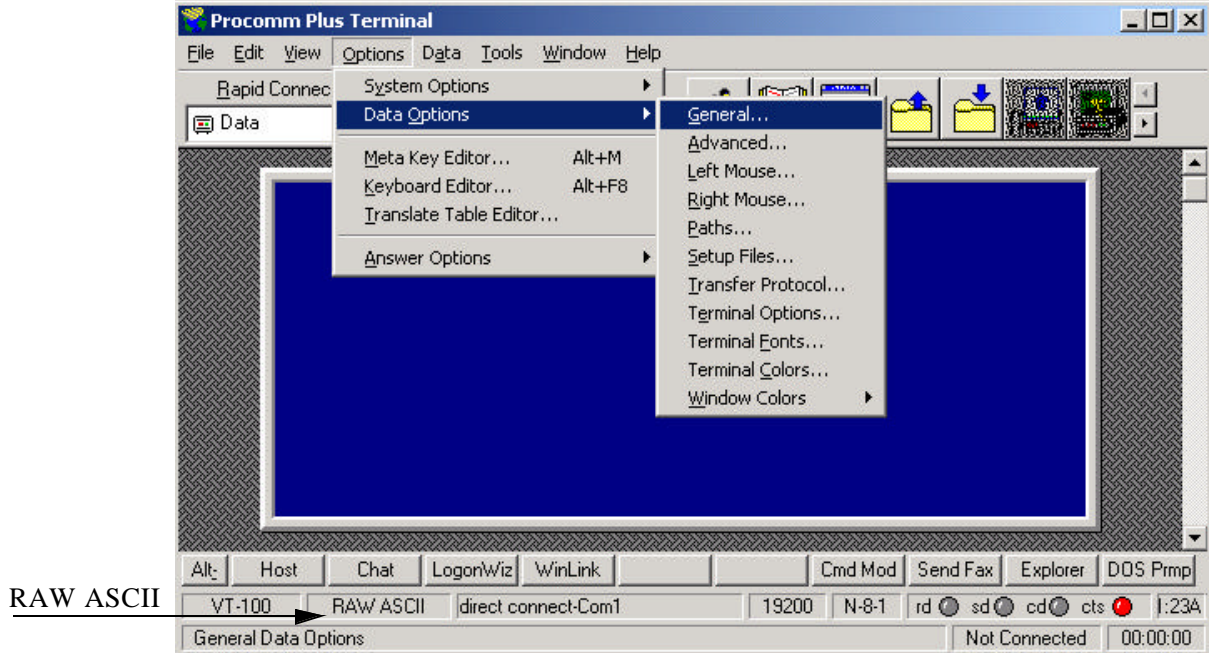 Procomm Plus Terminal
File Edit View Options Data Tools Window Help
Rapid Connec
Data
System Options
Data Options
Meta Key Editor... Alt+M
Keyboard Editor... Alt+F8
Translate Table Editor...
Answer Options
General...
Advanced...
Left Mouse...
Right Mouse...
Paths...
Setup Files...
Transfer Protocol...
Terminal Options...
Terminal Fonts...
Terminal Colors...
Window Colors
Alt- Host Chat LogonWiz WinLink Cmd Mod Send Fax Explorer DOS Prmp
RAW ASCII
VT-100 RAW ASCII direct connect-Com1 19200 N-8-1 rd sd cd cts :23A
General Data Options Not Connected 00:00:00